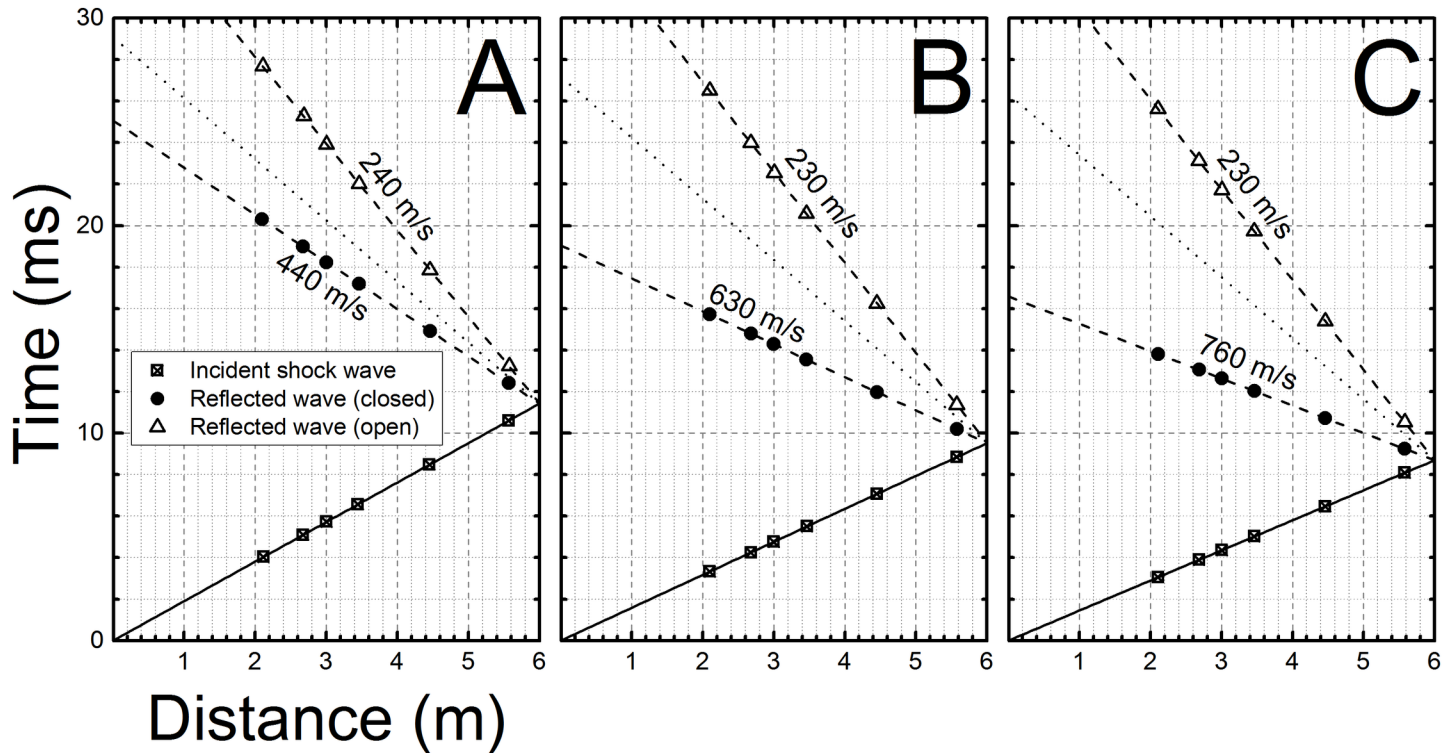 30
20
10
0
Time (ms)
A
240 m/s
440 m/s
Incident shock wave
Reflected wave (closed)
Reflected wave (open)
1 2 3 4 5 6
B
230 m/s
630 m/s
1 2 3 4 5 6
C
230 m/s
760 m/s
1 2 3 4 5 6
Distance (m)